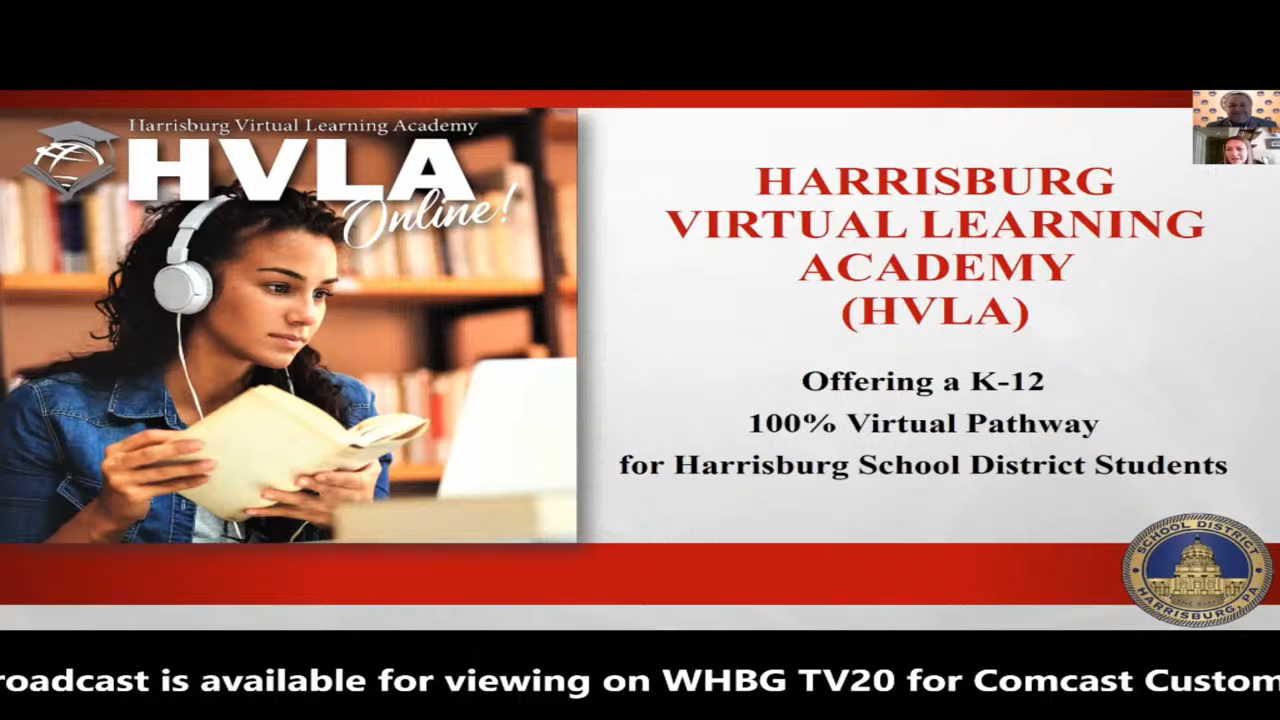 Harrisburg Virtual Learning Academy
HVLA
Online!
HARRISBURG
VIRTUAL LEARNING
ACADEMY
(HVLA)
Offering a K-12
100% Virtual Pathway
for Harrisburg School District Students
SCHOOL DISTRICT
HARRISBURG, PA
roadcast is available for viewing on WHBG TV20 for Comcast Custom